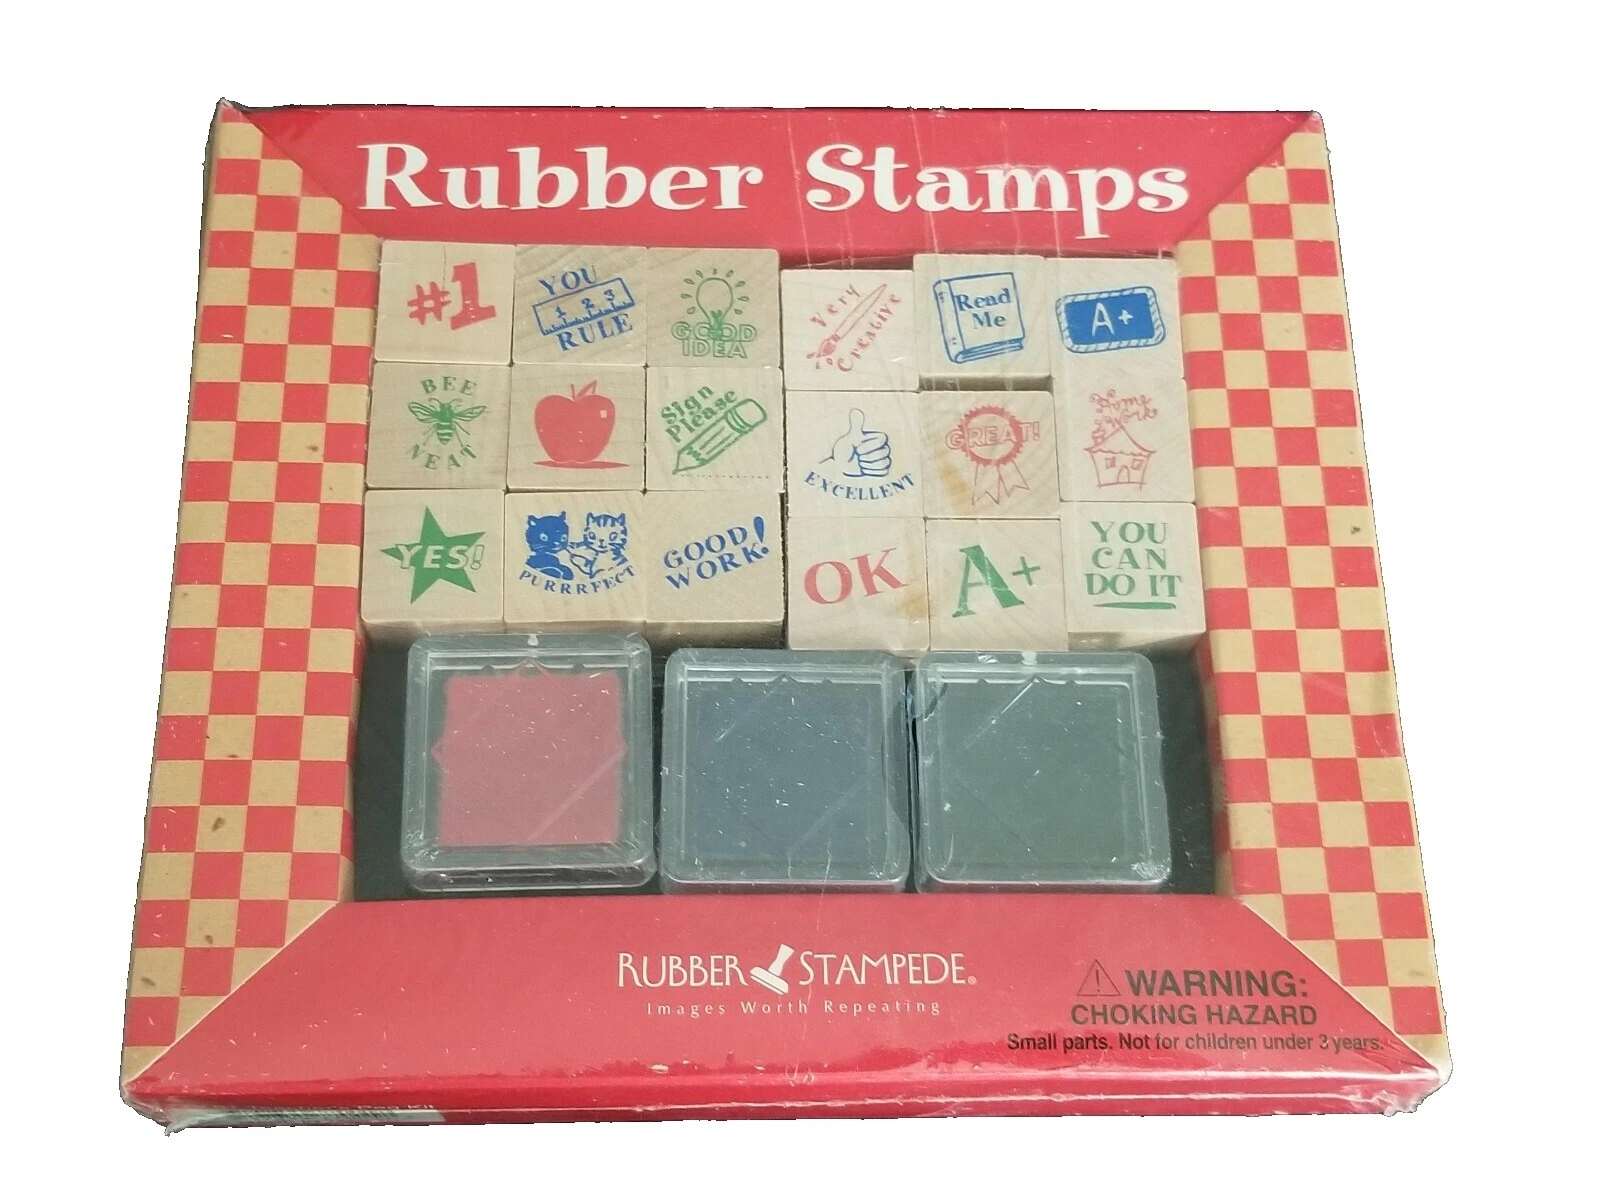 Rubber Stamps
#1
YOU
1 2 3
RULE
GOOD
IDEA
Very
Creative
Read
Me
A+
BEE
NEAT
Sign
Please
EXCELLENT
GREAT!
Home
Work
YES!
PURRRFECT
GOOD
WORK!
OK
A+
YOU
CAN
DO IT
RUBBER STAMPEDE®
Images Worth Repeating
WARNING:
CHOKING HAZARD
Small parts. Not for children under 3 years.